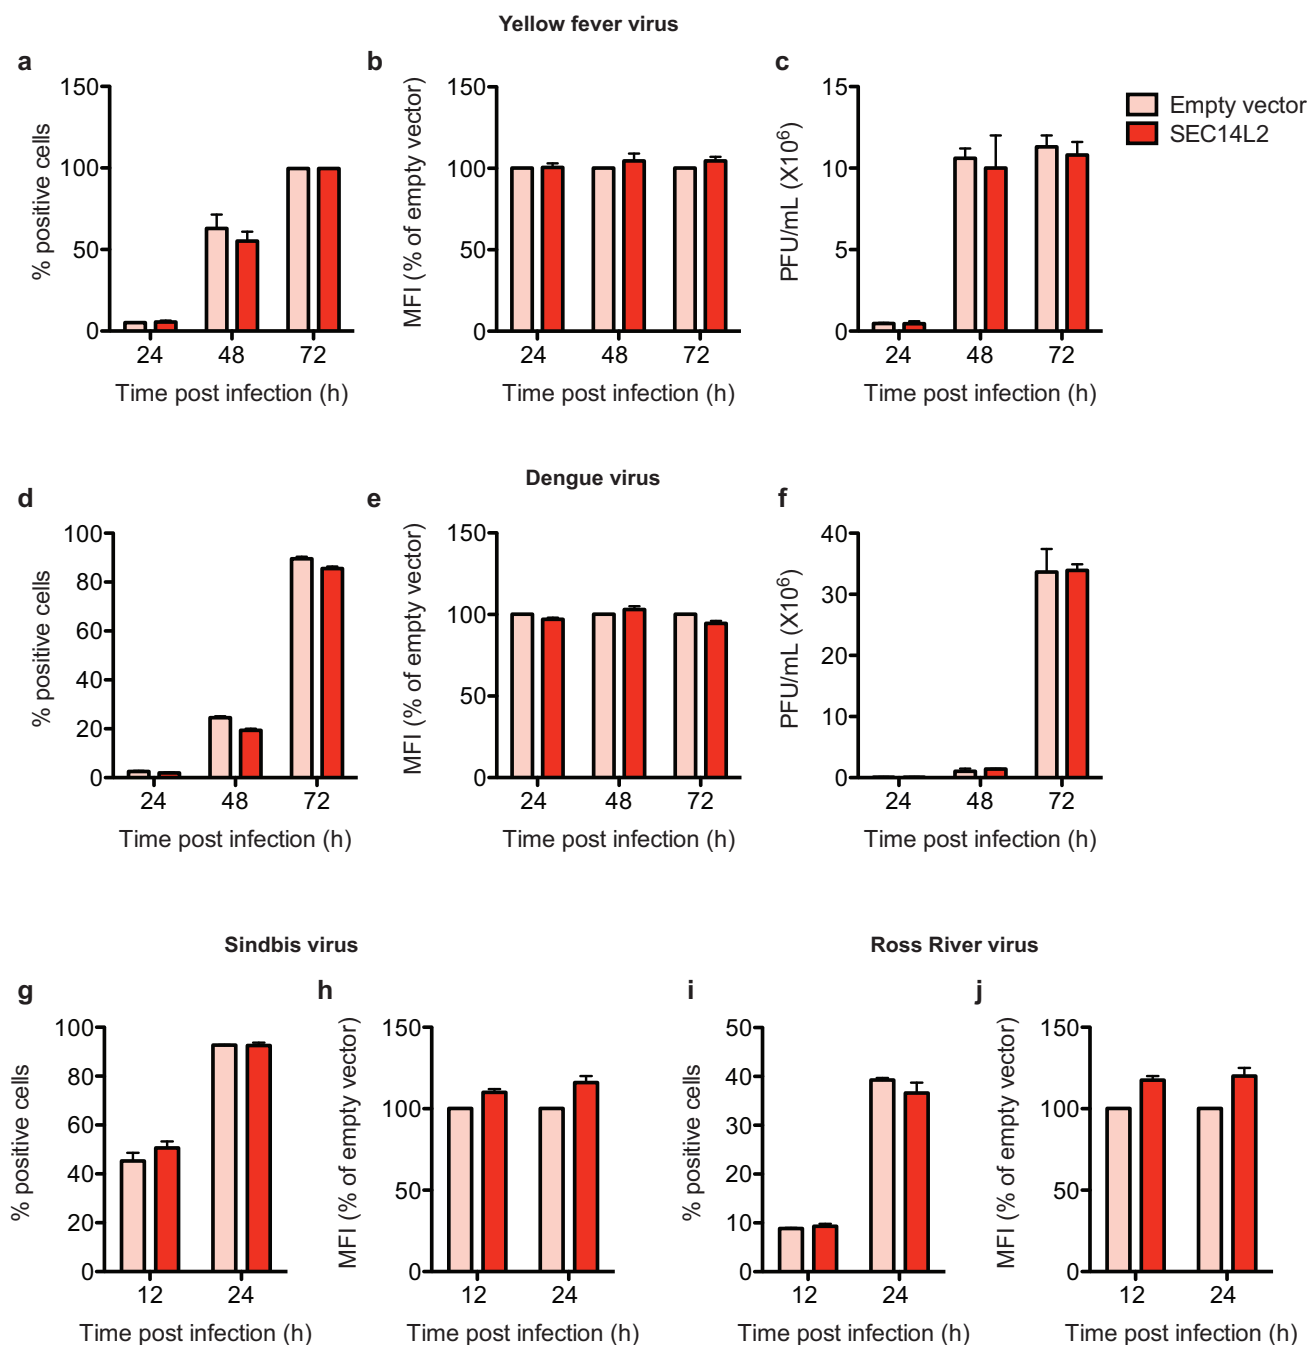 Yellow fever virus
a
% positive cells
150
100
50
0
24 48 72
Time post infection (h)
b
MFI (% of empty vector)
150
100
50
0
24 48 72
Time post infection (h)
c
PFU/mL (X10⁶)
15
10
5
0
24 48 72
Time post infection (h)
Empty vector
SEC14L2
Dengue virus
d
% positive cells
100
80
60
40
20
0
24 48 72
Time post infection (h)
e
MFI (% of empty vector)
150
100
50
0
24 48 72
Time post infection (h)
f
PFU/mL (X10⁶)
40
30
20
10
0
24 48 72
Time post infection (h)
Sindbis virus
g
% positive cells
100
80
60
40
20
0
12 24
Time post infection (h)
h
MFI (% of empty vector)
150
100
50
0
12 24
Time post infection (h)
Ross River virus
i
% positive cells
50
40
30
20
10
0
12 24
Time post infection (h)
j
MFI (% of empty vector)
150
100
50
0
12 24
Time post infection (h)